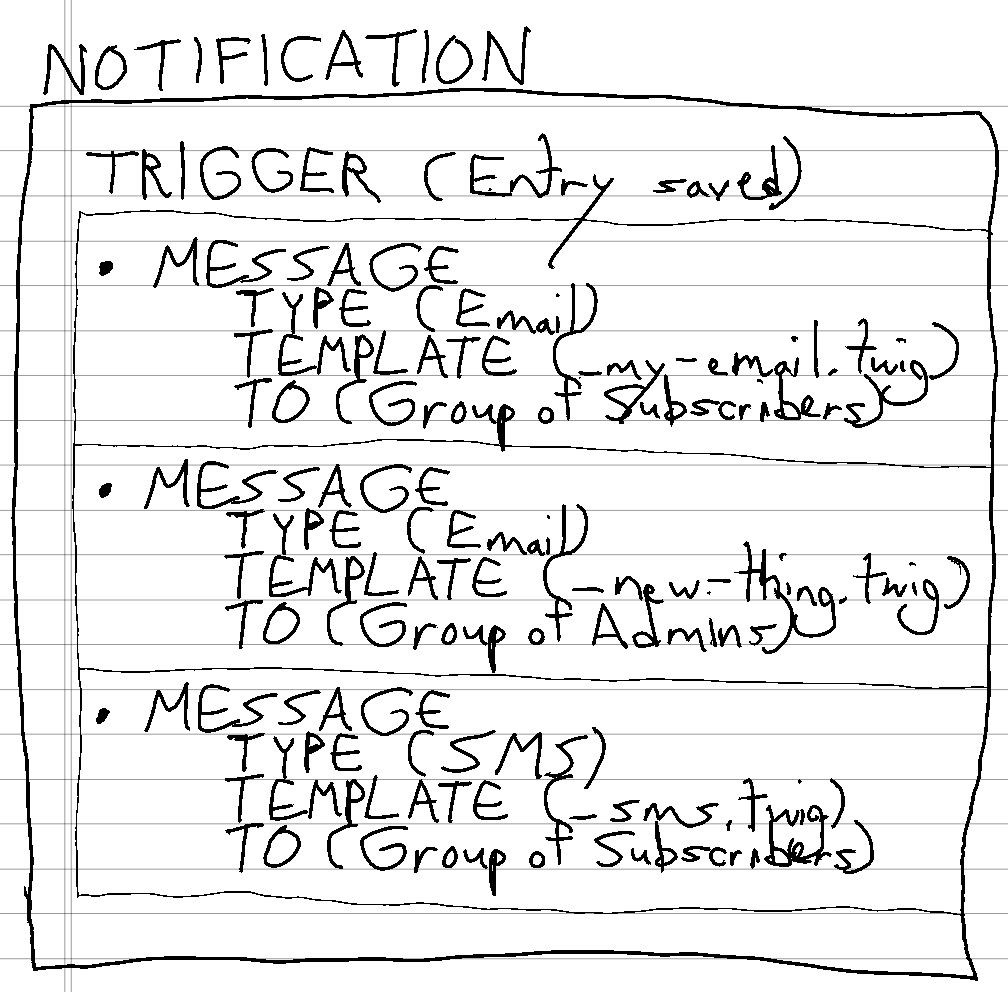 NOTIFICATION
TRIGGER (Entry saved)
• MESSAGE
TYPE (Email)
TEMPLATE (_my-email.twig)
TO (Group of Subscribers)
• MESSAGE
TYPE (Email)
TEMPLATE (_new-thing.twig)
TO (Group of Admins)
• MESSAGE
TYPE (SMS)
TEMPLATE (_sms.twig)
TO (Group of Subscribers)